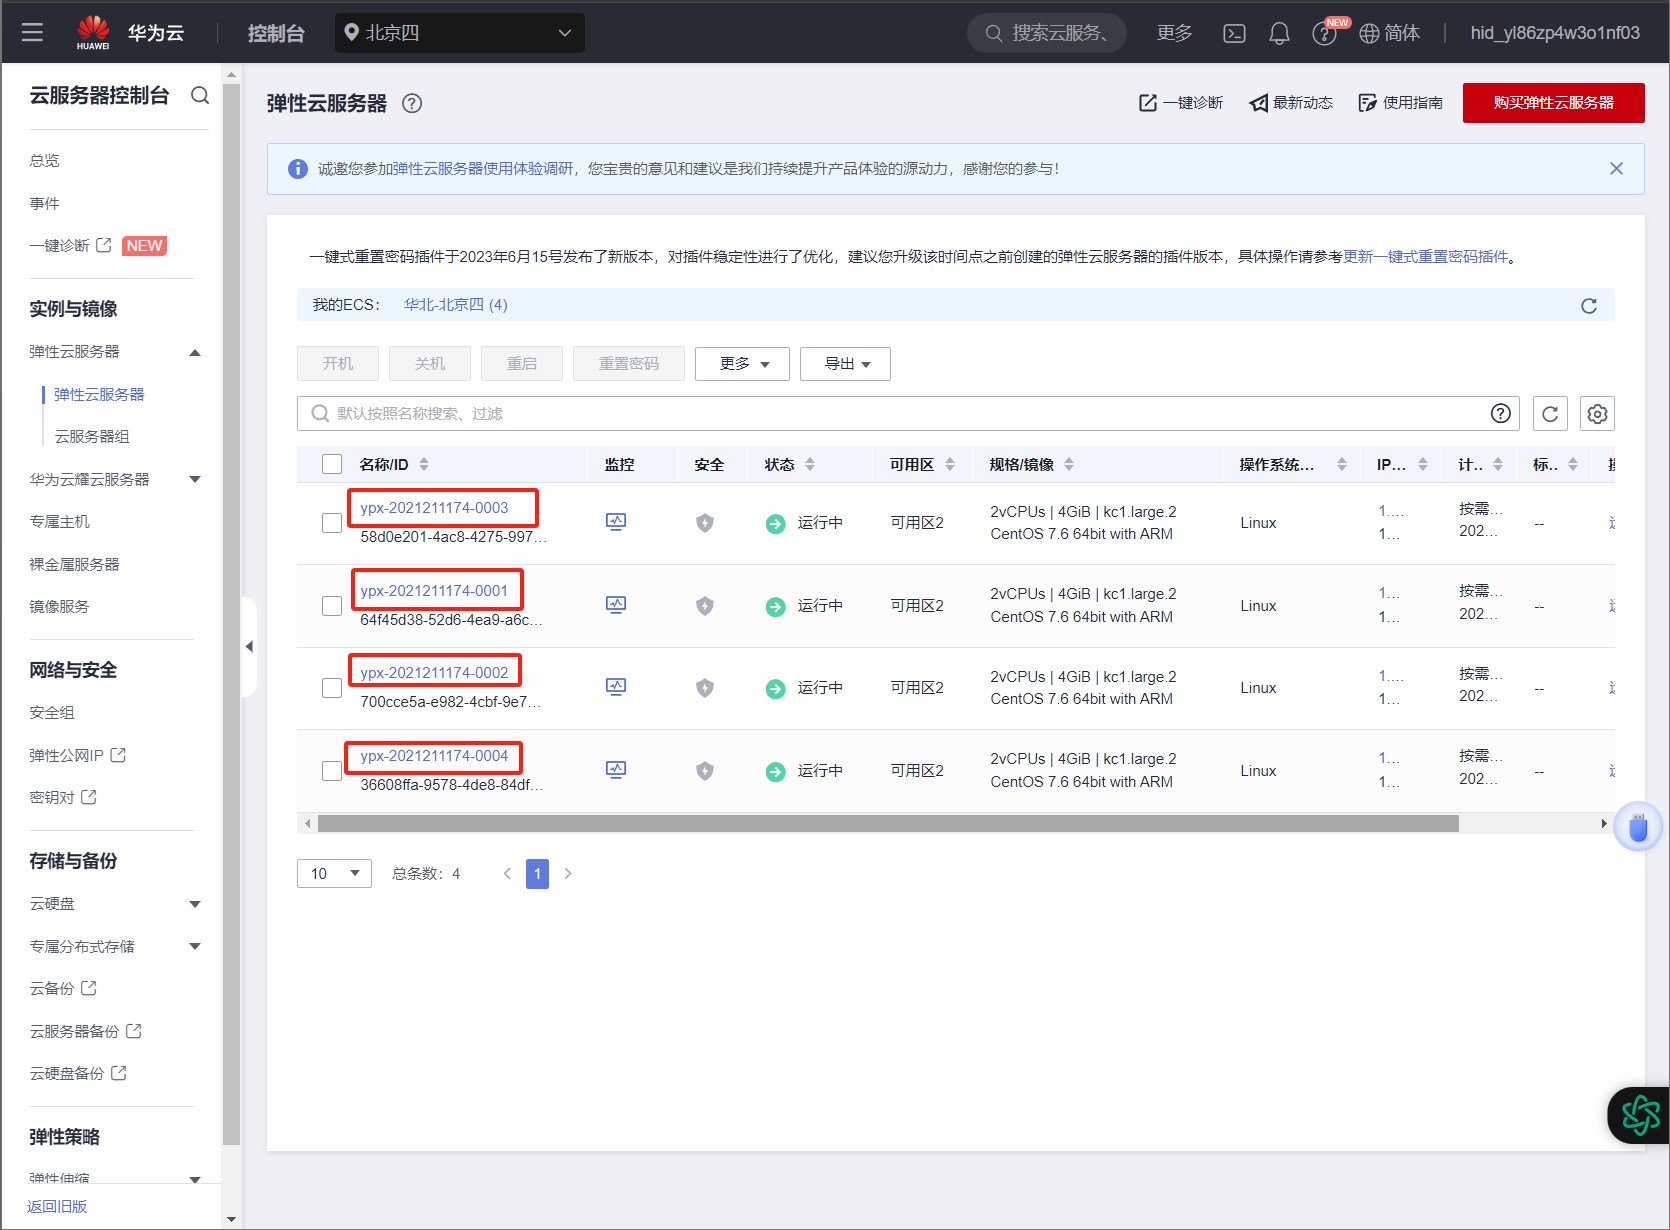 HUAWEI
华为云
控制台
北京四
搜索云服务、
更多
NEW
简体
hid_yl86zp4w3o1nf03
云服务器控制台
总览
事件
一键诊断 NEW
实例与镜像
弹性云服务器
弹性云服务器
云服务器组
华为云耀云服务器
专属主机
裸金属服务器
镜像服务
网络与安全
安全组
弹性公网IP
密钥对
存储与备份
云硬盘
专属分布式存储
云备份
云服务器备份
云硬盘备份
弹性策略
弹性伸缩
返回旧版
弹性云服务器
一键诊断
最新动态
使用指南
购买弹性云服务器
诚邀您参加弹性云服务器使用体验调研，您宝贵的意见和建议是我们持续提升产品体验的源动力，感谢您的参与！
一键式重置密码插件于2023年6月15号发布了新版本，对插件稳定性进行了优化，建议您升级该时间点之前创建的弹性云服务器的插件版本，具体操作请参考更新一键式重置密码插件。
我的ECS： 华北-北京四 (4)
开机 关机 重启 重置密码 更多 导出
默认按照名称搜索、过滤
名称/ID 监控 安全 状态 可用区 规格/镜像 操作系统... IP... 计.. 标..
ypx-2021211174-0003
58d0e201-4ac8-4275-997...
运行中
可用区2
2vCPUs | 4GiB | kc1.large.2
CentOS 7.6 64bit with ARM
Linux
1....
1...
按需...
202...
--
ypx-2021211174-0001
64f45d38-52d6-4ea9-a6c...
运行中
可用区2
2vCPUs | 4GiB | kc1.large.2
CentOS 7.6 64bit with ARM
Linux
1...
1...
按需...
202...
--
ypx-2021211174-0002
700cce5a-e982-4cbf-9e7...
运行中
可用区2
2vCPUs | 4GiB | kc1.large.2
CentOS 7.6 64bit with ARM
Linux
1....
1...
按需...
202...
--
ypx-2021211174-0004
36608ffa-9578-4de8-84df...
运行中
可用区2
2vCPUs | 4GiB | kc1.large.2
CentOS 7.6 64bit with ARM
Linux
1...
1...
按需...
202...
--
10
总条数：4
1